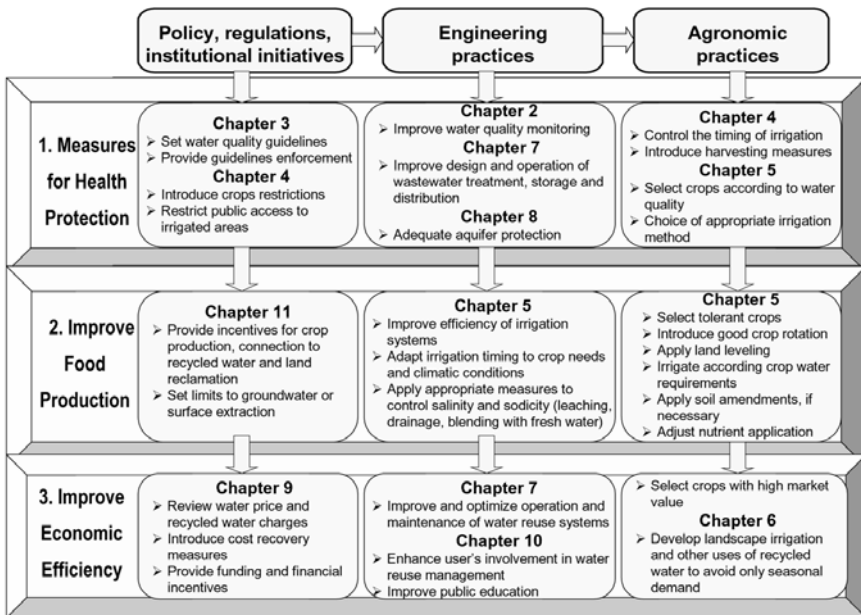 Policy, regulations,
institutional initiatives
Engineering
practices
Agronomic
practices
1. Measures
for Health
Protection
Chapter 3
➢ Set water quality guidelines
➢ Provide guidelines enforcement
Chapter 4
➢ Introduce crops restrictions
➢ Restrict public access to
irrigated areas
Chapter 2
➢ Improve water quality monitoring
Chapter 7
➢ Improve design and operation of
wastewater treatment, storage and
distribution
Chapter 8
➢ Adequate aquifer protection
Chapter 4
➢ Control the timing of irrigation
➢ Introduce harvesting measures
Chapter 5
➢ Select crops according to water
quality
➢ Choice of appropriate irrigation
method
2. Improve
Food
Production
Chapter 11
➢ Provide incentives for crop
production, connection to
recycled water and land
reclamation
➢ Set limits to groundwater or
surface extraction
Chapter 5
➢ Improve efficiency of irrigation
systems
➢ Adapt irrigation timing to crop needs
and climatic conditions
➢ Apply appropriate measures to
control salinity and sodicity (leaching,
drainage, blending with fresh water)
Chapter 5
➢ Select tolerant crops
➢ Introduce good crop rotation
➢ Apply land leveling
➢ Irrigate according crop water
requirements
➢ Apply soil amendments, if
necessary
➢ Adjust nutrient application
3. Improve
Economic
Efficiency
Chapter 9
➢ Review water price and
recycled water charges
➢ Introduce cost recovery
measures
➢ Provide funding and financial
incentives
Chapter 7
➢ Improve and optimize operation and
maintenance of water reuse systems
Chapter 10
➢ Enhance user's involvement in water
reuse management
➢ Improve public education
➢ Select crops with high market
value
Chapter 6
➢ Develop landscape irrigation
and other uses of recycled
water to avoid only seasonal
demand